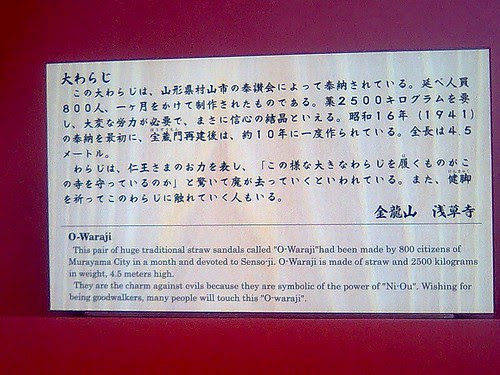 大わらじ
この大わらじは、山形県村山市の奉讃会によって奉納されている。延べ人員
800人、一ヶ月をかけて制作されたものである。藁2500キログラムを要
し、大変な労力が必要で、まさに信心の結晶といえる。昭和16年(1941)
の奉納を最初に、宝蔵門再建後は、約10年に一度作られている。全長は4.5
メートル。
わらじは、仁王さまのお力を表し、「この様な大きなわらじを履くものがこ
の寺を守っているのか」と驚いて魔が去っていくといわれている。また、健脚
を祈ってこのわらじに触れていく人もいる。
金龍山 浅草寺
O-Waraji
This pair of huge traditional straw sandals called "O-Waraji"had been made by 800 citizens of
Murayama City in a month and devoted to Senso-ji. O-Waraji is made of straw and 2500 kilograms
in weight, 4.5 meters high.
They are the charm against evils because they are symbolic of the power of "Ni-Ou". Wishing for
being goodwalkers, many people will touch this "O-waraji".